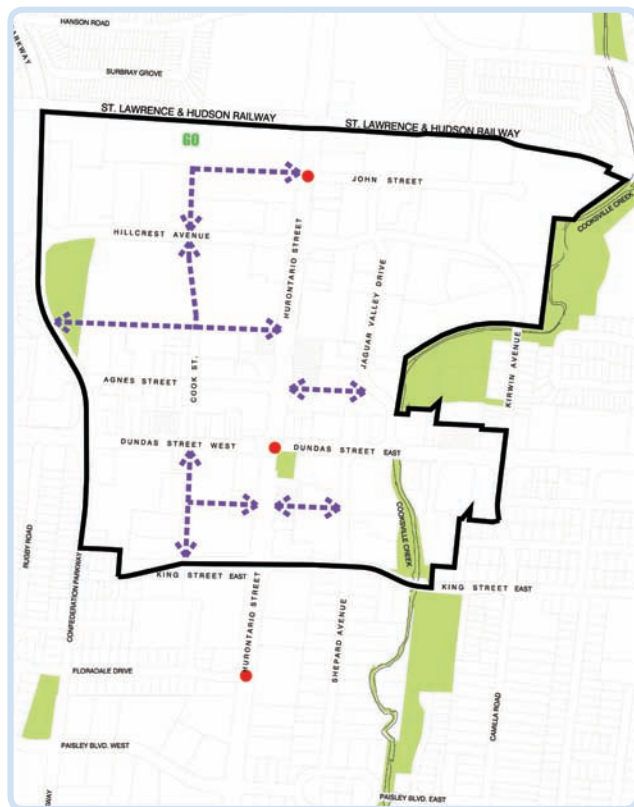 HANSON ROAD
PARKWAY
SURBRAY GROVE
ST. LAWRENCE & HUDSON RAILWAY
ST. LAWRENCE & HUDSON RAILWAY
GO
JOHN STREET
COOKSVILLE CREEK
HILLCREST AVENUE
HURONTARIO STREET
JAGUAR VALLEY DRIVE
KIRWIN AVENUE
AGNES STREET
COOK ST.
DUNDAS STREET WEST
DUNDAS STREET EAST
COOKSVILLE CREEK
RUGBY ROAD
CONFEDERATION PARKWAY
KING STREET EAST
KING STREET EAST
HURONTARIO STREET
SHEPARD AVENUE
FLORADALE DRIVE
CAMILLA ROAD
PAISLEY BLVD. WEST
PAISLEY BLVD. EAST
WAY